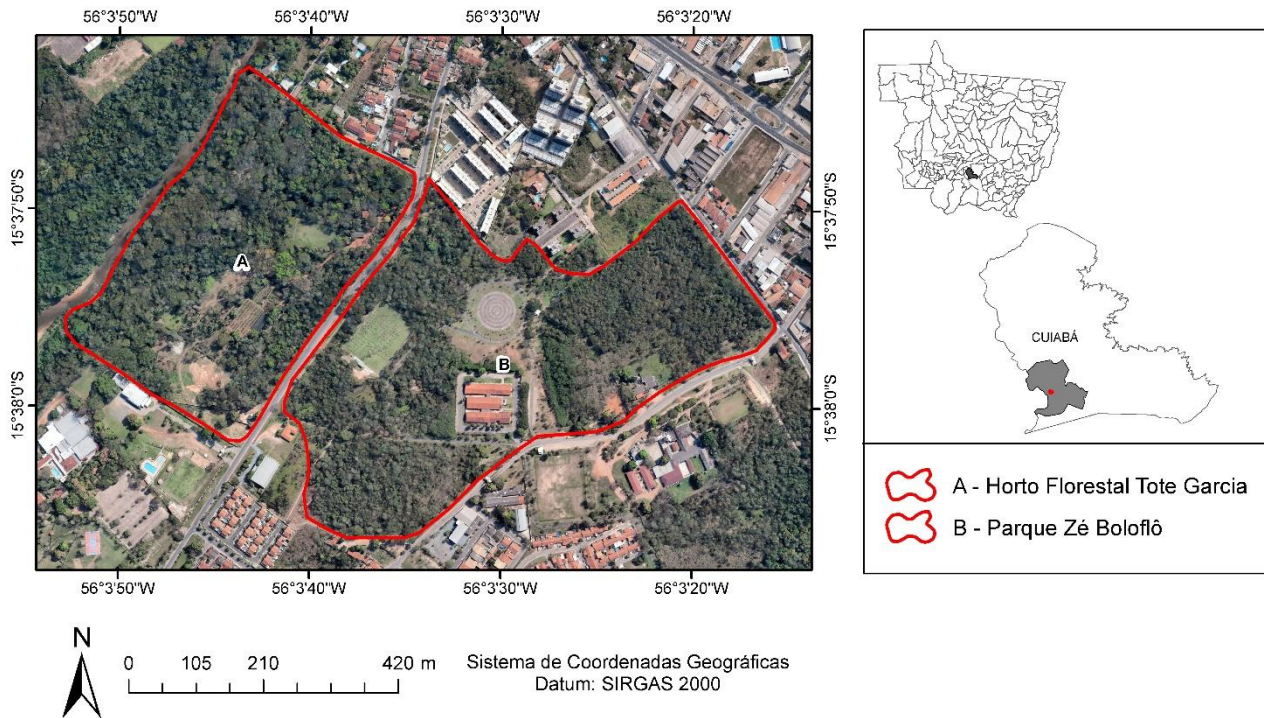 56°3'50"W 56°3'40"W 56°3'30"W 56°3'20"W
15°37'50"S
15°37'50"S
15°38'0"S
15°38'0"S
A
B
56°3'50"W 56°3'40"W 56°3'30"W 56°3'20"W
CUIABÁ
A - Horto Florestal Tote Garcia
B - Parque Zé Boloflô
N
0 105 210 420 m
Sistema de Coordenadas Geográficas
Datum: SIRGAS 2000